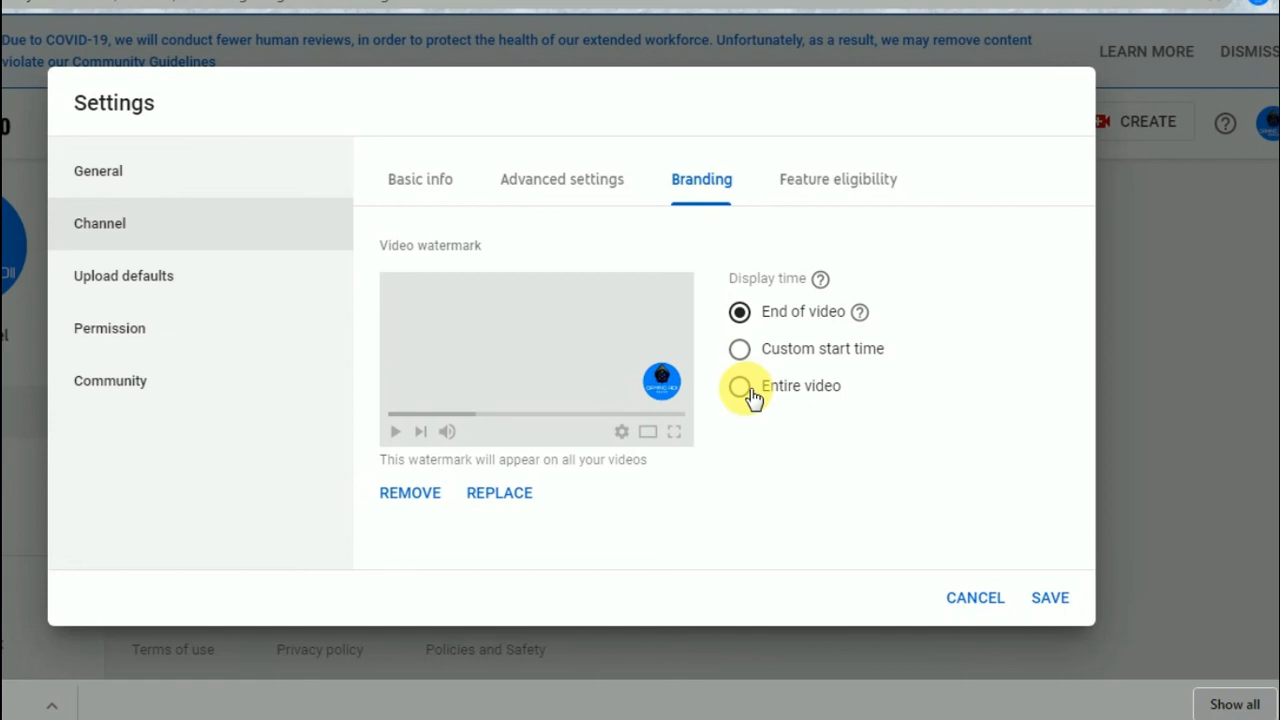 Due to COVID-19, we will conduct fewer human reviews, in order to protect the health of our extended workforce. Unfortunately, as a result, we may remove content
violate our Community Guidelines
LEARN MORE
DISMISS
Settings
CREATE
General
Channel
Upload defaults
Permission
Community
Basic info
Advanced settings
Branding
Feature eligibility
Video watermark
This watermark will appear on all your videos
REMOVE
REPLACE
Display time
End of video
Custom start time
Entire video
CANCEL
SAVE
Terms of use
Privacy policy
Policies and Safety
Show all